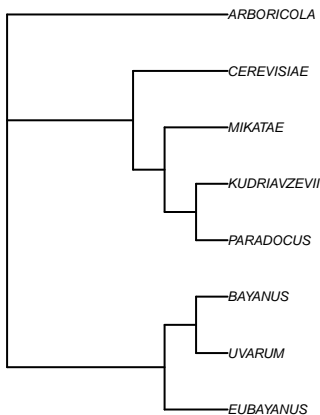 ARBORICOLA
CEREVISIAE
MIKATAE
KUDRIAVZEVII
PARADOCUS
BAYANUS
UVARUM
EUBAYANUS